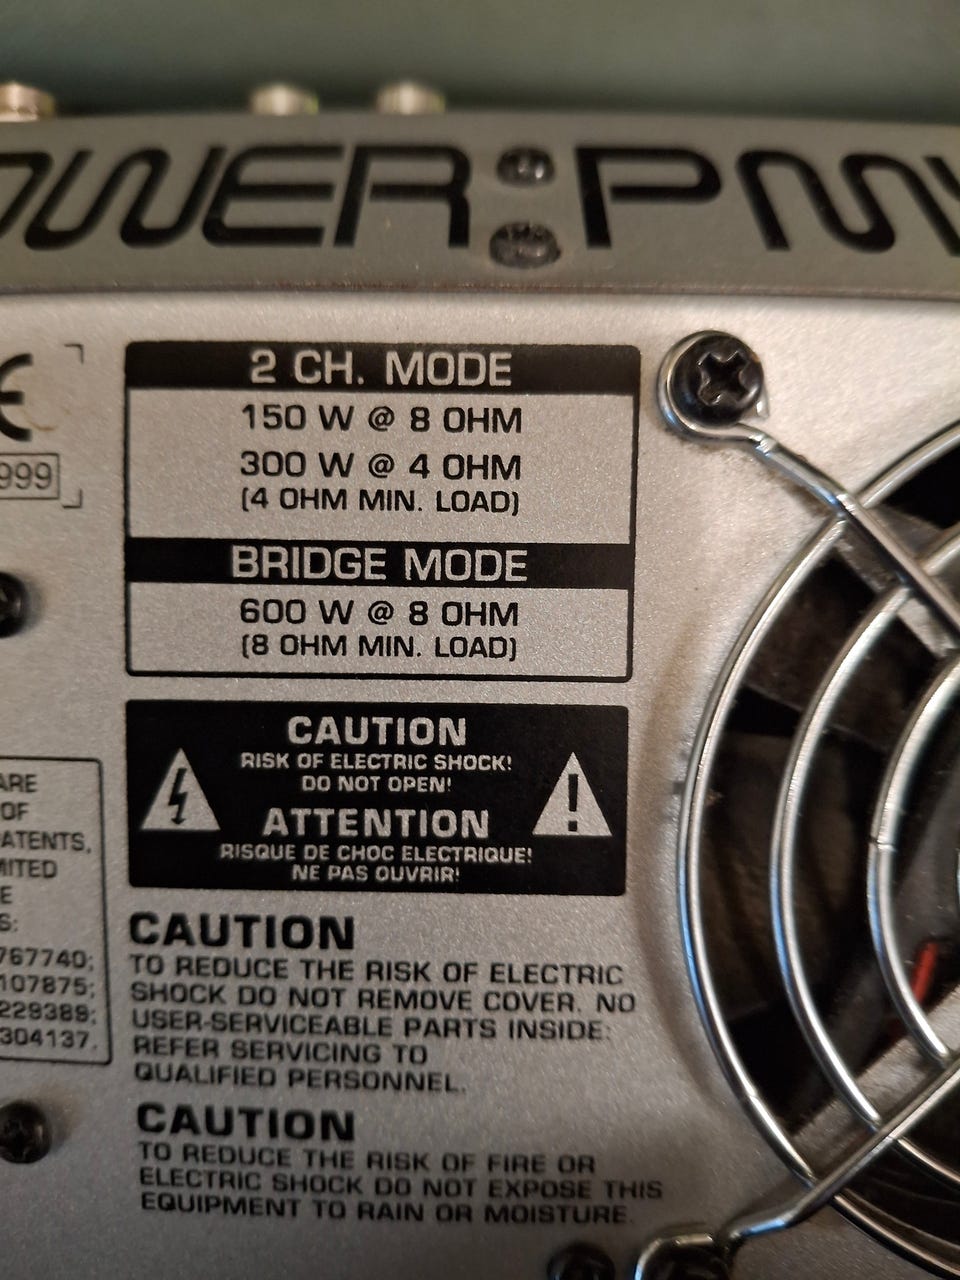 POWER:PM
2 CH. MODE
150 W @ 8 OHM
300 W @ 4 OHM
(4 OHM MIN. LOAD)
BRIDGE MODE
600 W @ 8 OHM
(8 OHM MIN. LOAD)
CAUTION
RISK OF ELECTRIC SHOCK!
DO NOT OPEN!
ATTENTION
RISQUE DE CHOC ELECTRIQUE!
NE PAS OUVRIR!
CAUTION
TO REDUCE THE RISK OF ELECTRIC
SHOCK DO NOT REMOVE COVER. NO
USER-SERVICEABLE PARTS INSIDE:
REFER SERVICING TO
QUALIFIED PERSONNEL.
CAUTION
TO REDUCE THE RISK OF FIRE OR
ELECTRIC SHOCK DO NOT EXPOSE THIS
EQUIPMENT TO RAIN OR MOISTURE.
CE
999
ARE
OF
ATENTS,
MITED
E
S:
767740;
107875;
229389;
304137.